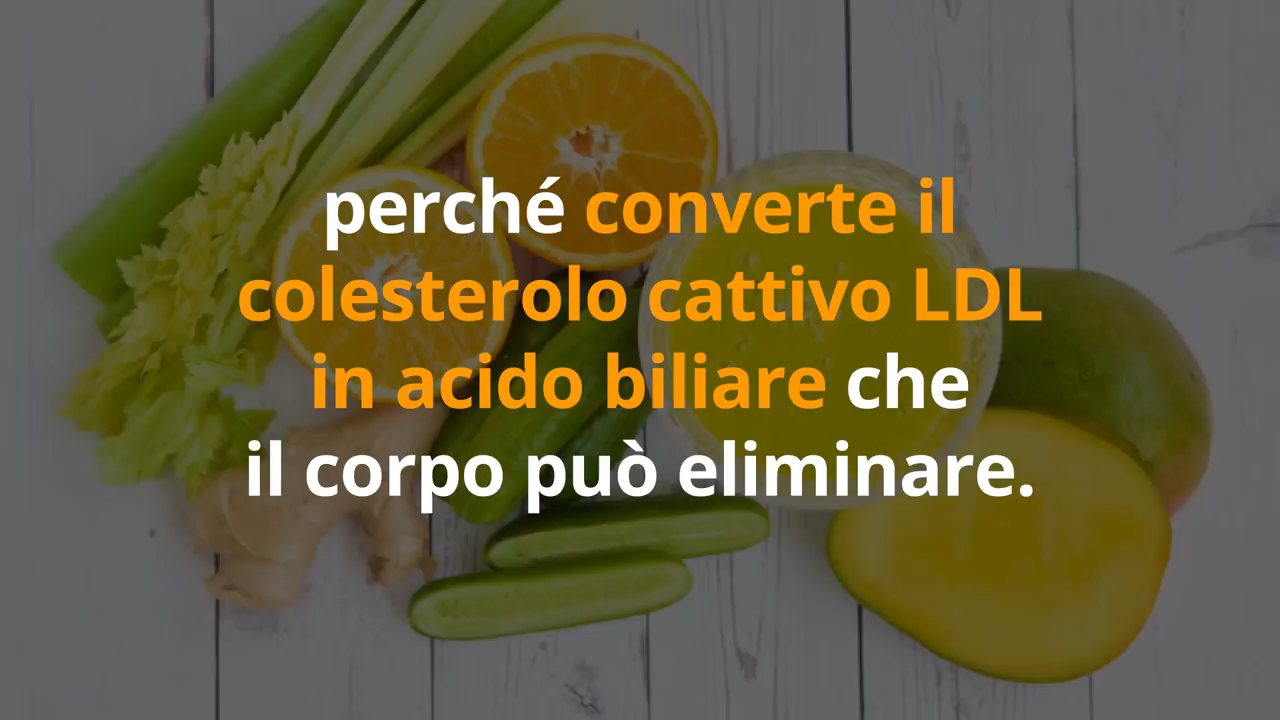 perché converte il
colesterolo cattivo LDL
in acido biliare che
il corpo può eliminare.